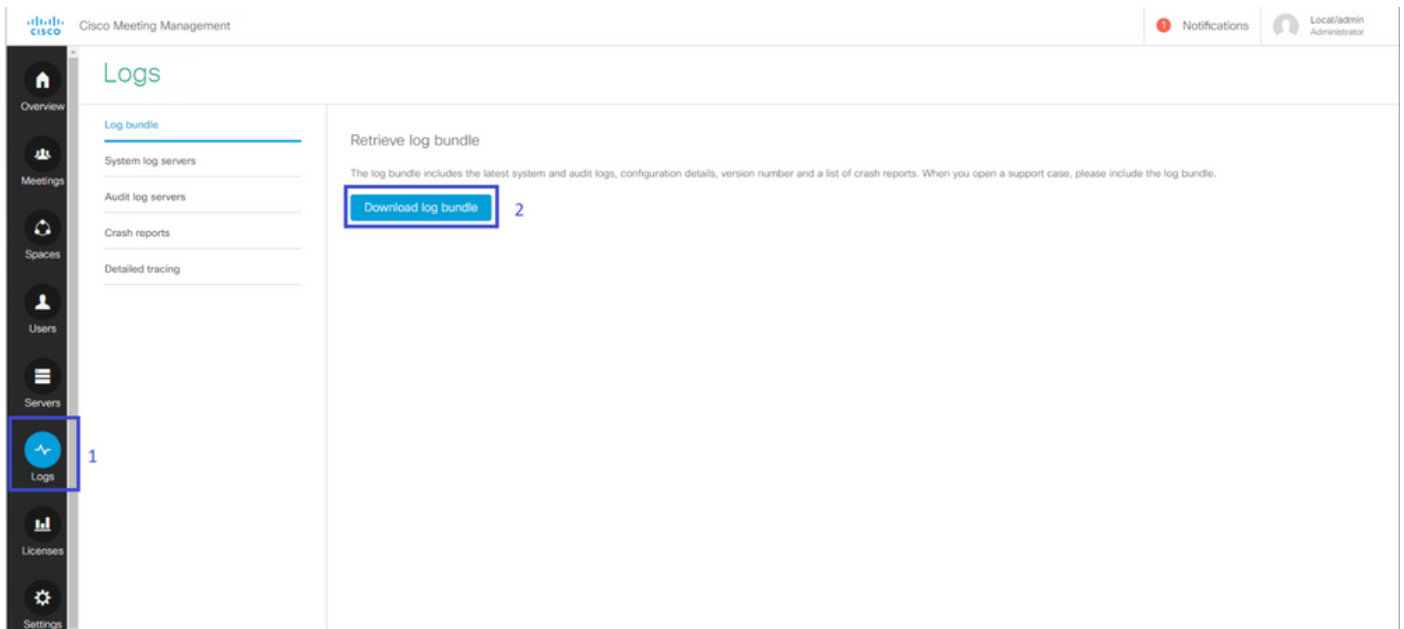 CISCO
Cisco Meeting Management
1
Notifications
Local/admin
Administrator
Overview
Meetings
Spaces
Users
Servers
Logs
1
Licenses
Settings
Logs
Log bundle
System log servers
Audit log servers
Crash reports
Detailed tracing
Retrieve log bundle
The log bundle includes the latest system and audit logs, configuration details, version number and a list of crash reports. When you open a support case, please include the log bundle.
Download log bundle
2